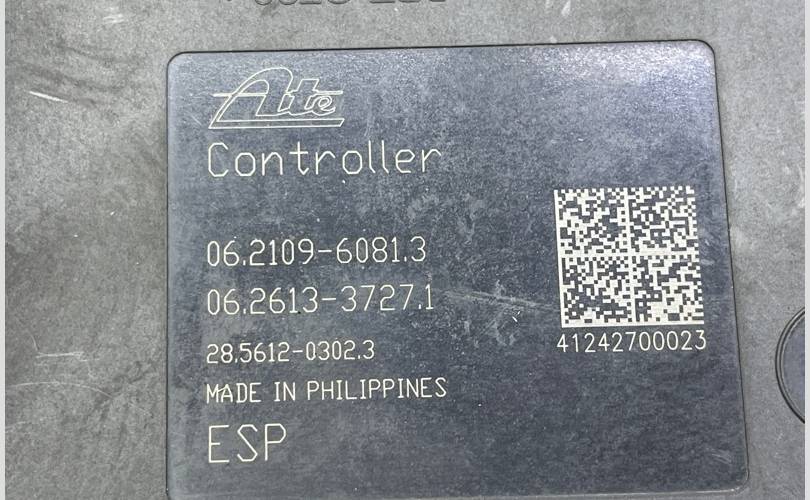 Ate
Controller
06.2109-6081.3
06.2613-3727.1
28.5612-0302.3
41242700023
MADE IN PHILIPPINES
ESP